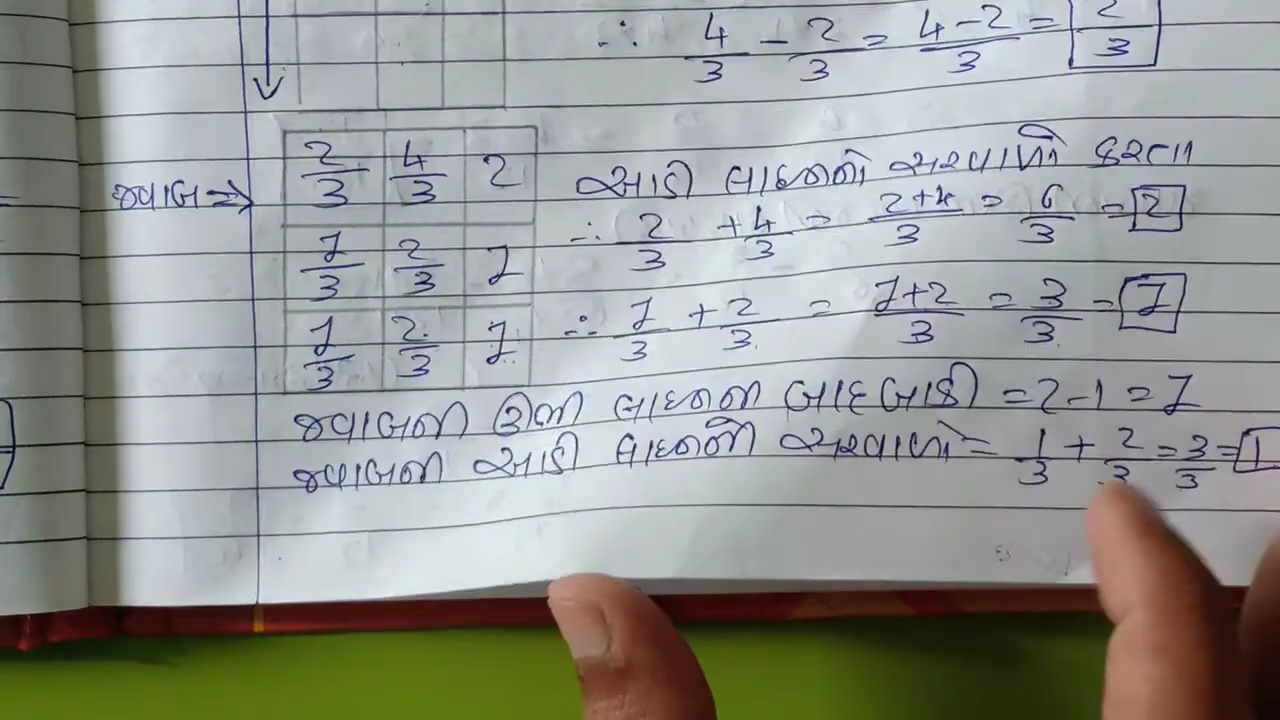 ∴ 4/3 - 2/3 = 4-2/3 = 2/3
2/3 4/3 2 આડી લાઇનનો સરવાળો કરતા
જવાબ ⇒
∴ 2/3 + 4/3 = 2+4/3 = 6/3 = 2
1/3 2/3 1
1/3 2/3 1 ∴ 1/3 + 2/3 = 1+2/3 = 3/3 = 1
જવાબની ઊભી લાઇનની બાદબાકી = 2-1 = 1
જવાબની આડી લાઇનનો સરવાળો = 1/3 + 2/3 = 3/3 = 1